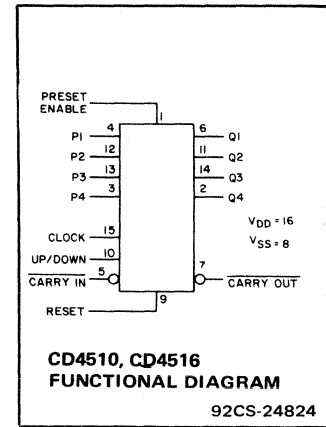 PRESET
ENABLE
1
P1 4 6 Q1
P2 12 11 Q2
P3 13 14 Q3
P4 3 2 Q4
VDD = 16
CLOCK 15
VSS = 8
UP/DOWN 10
CARRY IN 5 7 CARRY OUT
RESET 9
CD4510, CD4516
FUNCTIONAL DIAGRAM
92CS-24824